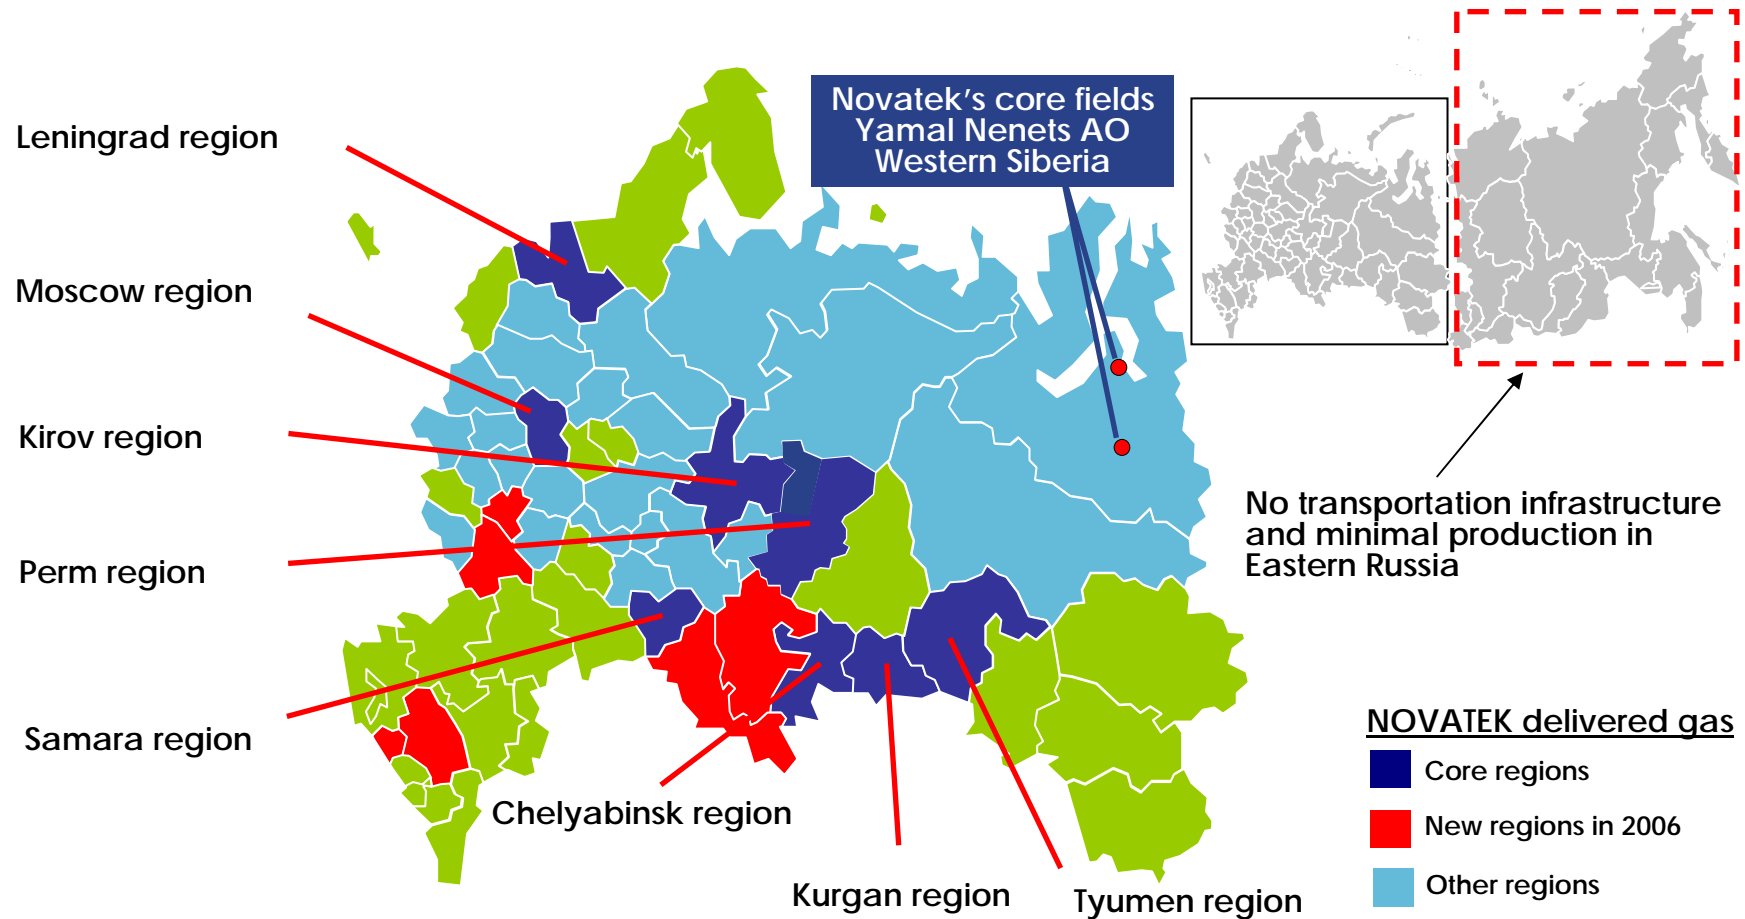 Novatek's core fields
Yamal Nenets AO
Western Siberia
Leningrad region
Moscow region
Kirov region
Perm region
Samara region
Chelyabinsk region
Kurgan region
Tyumen region
No transportation infrastructure
and minimal production in
Eastern Russia
NOVATEK delivered gas
Core regions
New regions in 2006
Other regions